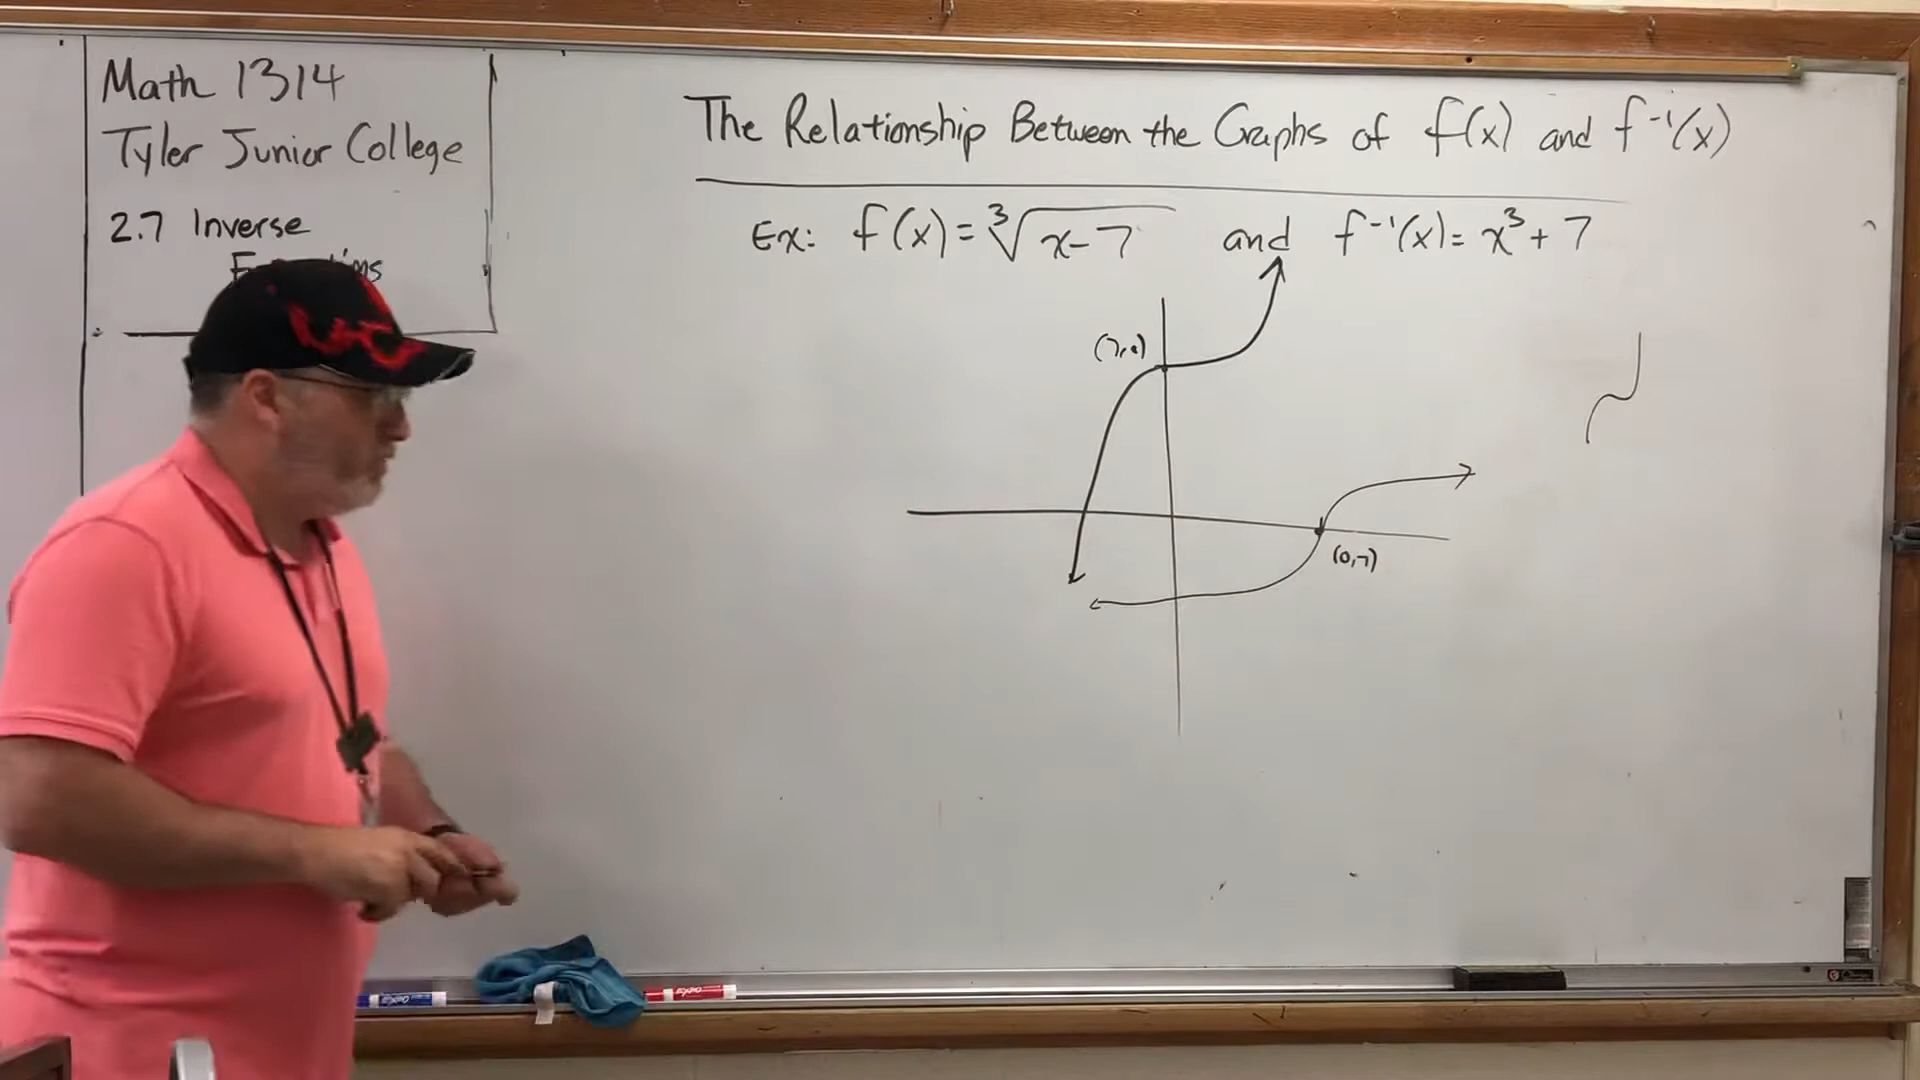 Math 1314
Tyler Junior College
2.7 Inverse
The Relationship Between the Graphs of f(x) and f⁻¹(x)
Ex: f(x) = ∛(x-7) and f⁻¹(x) = x³ + 7
(7,0)
(0,7)
EXPO
EXPO